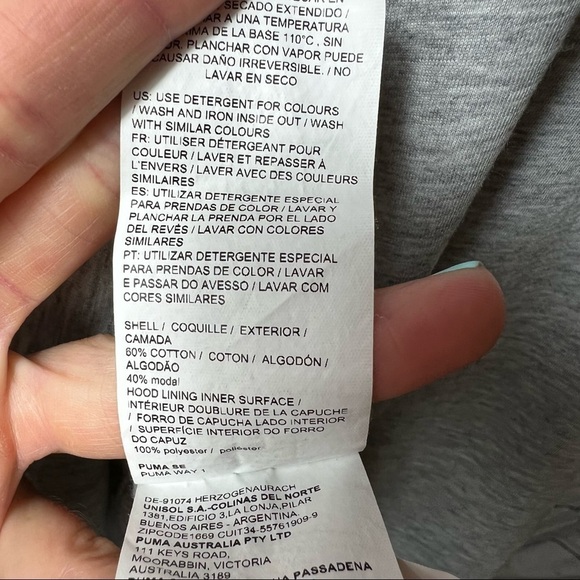 SECADO EXTENDIDO /
A UNA TEMPERATURA
DE LA BASE 110°C , SIN
PLANCHAR CON VAPOR PUEDE
CAUSAR DAÑO IRREVERSIBLE. / NO
LAVAR EN SECO
US: USE DETERGENT FOR COLOURS
/ WASH AND IRON INSIDE OUT / WASH
WITH SIMILAR COLOURS
FR: UTILISER DÉTERGEANT POUR
COULEUR / LAVER ET REPASSER À
L'ENVERS / LAVER AVEC DES COULEURS
SIMILAIRES
ES: UTILIZAR DETERGENTE ESPECIAL
PARA PRENDAS DE COLOR / LAVAR Y
PLANCHAR LA PRENDA POR EL LADO
DEL REVÉS / LAVAR CON COLORES
SIMILARES
PT: UTILIZAR DETERGENTE ESPECIAL
PARA PRENDAS DE COLOR / LAVAR
E PASSAR DO AVESSO / LAVAR COM
CORES SIMILARES
SHELL / COQUILLE / EXTERIOR /
CAMADA
60% COTTON / COTON / ALGODÓN /
ALGODÃO
40% modal
HOOD LINING INNER SURFACE /
INTÉRIEUR DOUBLURE DE LA CAPUCHE
/ FORRO DE CAPUCHA LADO INTERIOR
/ SUPERFÍCIE INTERIOR DO FORRO
DO CAPUZ
100% polyester / poliéster
PUMA SE
PUMA WAY 1
DE-91074 HERZOGENAURACH
UNISOL S.A.-COLINAS DEL NORTE
1381,EDIFICIO 3,LA LONJA,PILAR
BUENOS AIRES - ARGENTINA.
ZIPCODE1669 CUIT34-55761909-9
PUMA AUSTRALIA PTY LTD
111 KEYS ROAD,
MOORABBIN, VICTORIA
AUSTRALIA 3189
PASSADENA